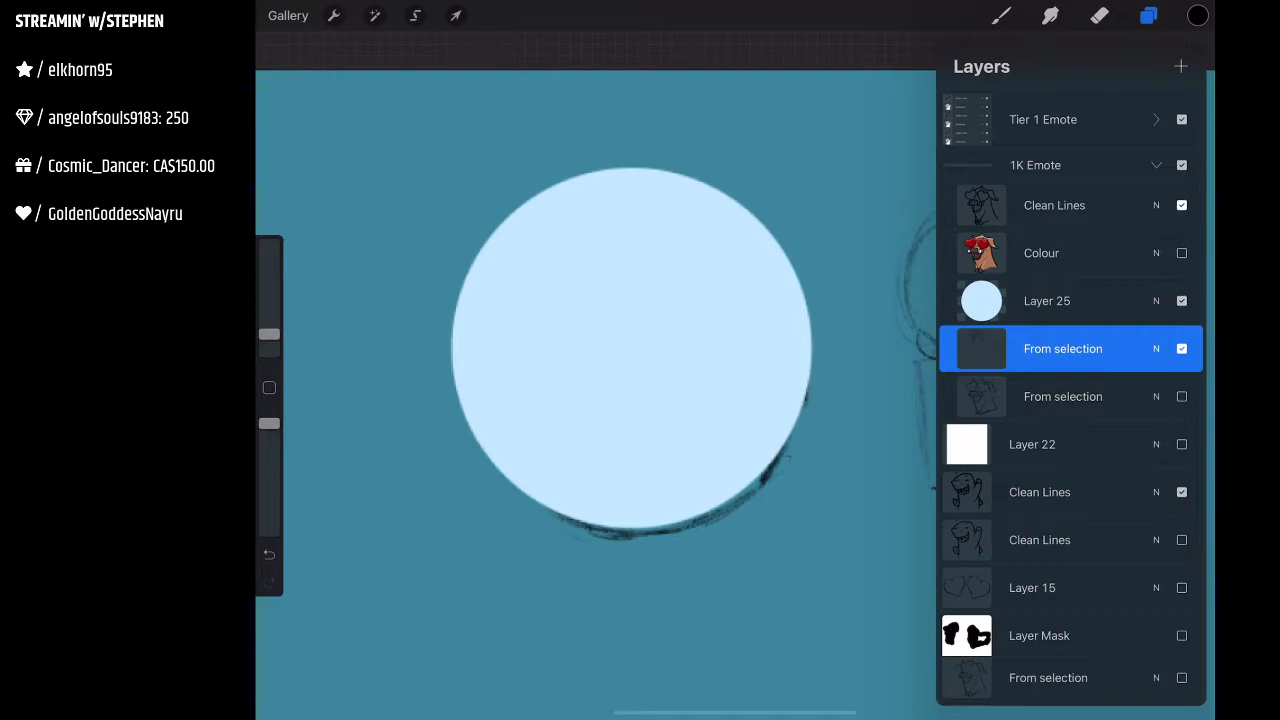 STREAMIN' w/STEPHEN
/ elkhorn95
/ angelofsouls9183: 250
/ Cosmic_Dancer: CA$150.00
/ GoldenGoddessNayru
Gallery
Layers
Tier 1 Emote
1K Emote
Clean Lines N
Colour N
Layer 25 N
From selection N
From selection N
Layer 22 N
Clean Lines N
Clean Lines N
Layer 15 N
Layer Mask
From selection N